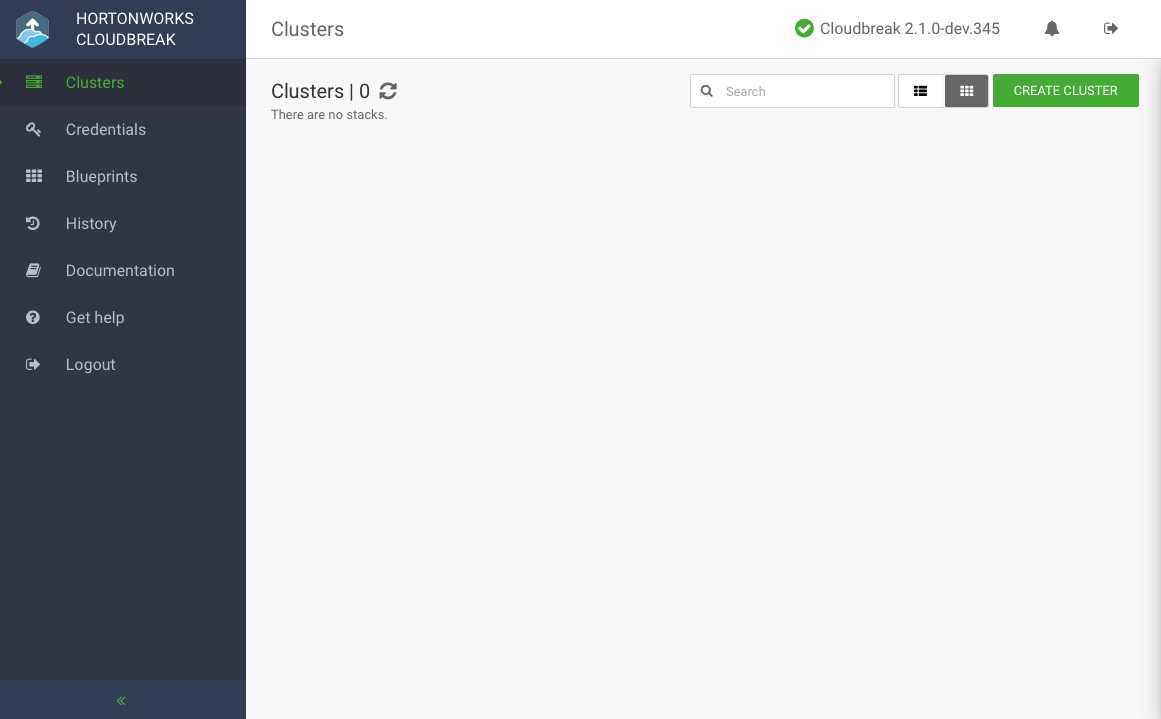 HORTONWORKS
CLOUDBREAK
Clusters
Credentials
Blueprints
History
Documentation
Get help
Logout
Clusters
Cloudbreak 2.1.0-dev.345
Clusters | 0
There are no stacks.
Search
CREATE CLUSTER